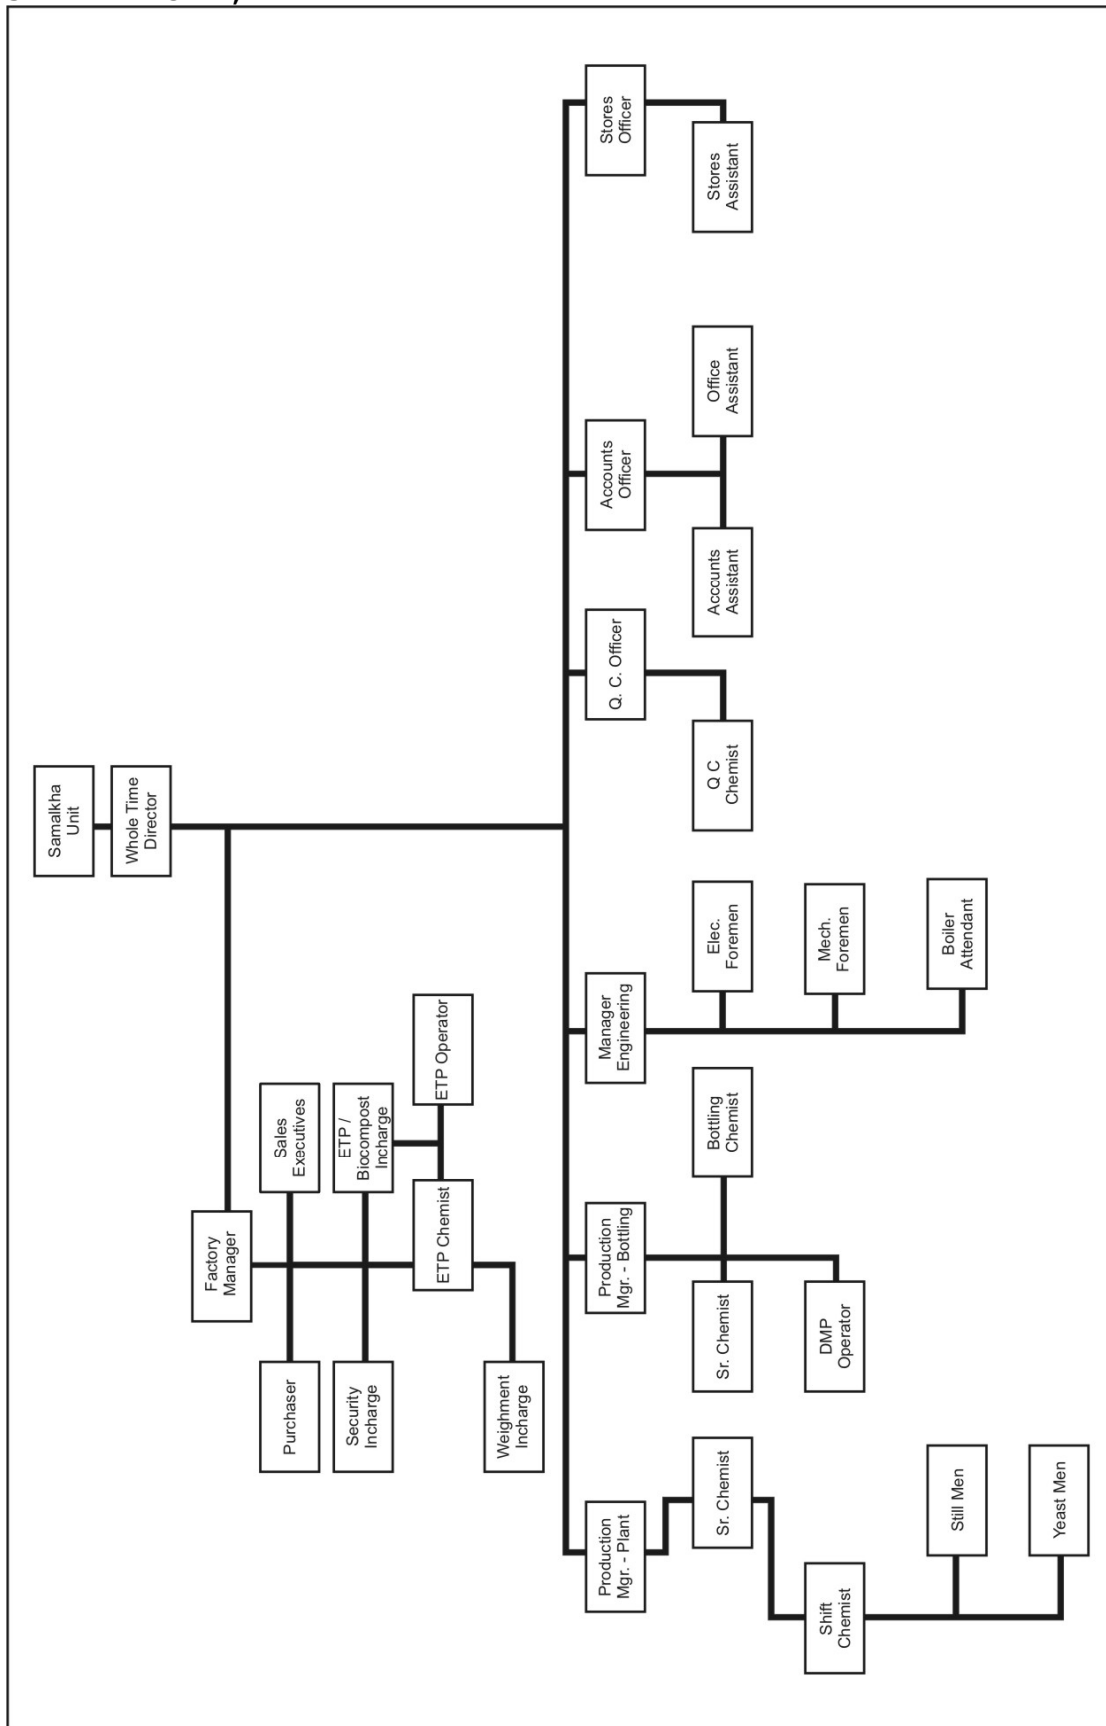 Samalkha
Unit
Whole Time
Director
Factory
Manager
Purchaser
Sales
Executives
Security
Incharge
ETP /
Biocompost
Incharge
ETP Chemist
ETP Operator
Weighment
Incharge
Production
Mgr. - Plant
Production
Mgr. - Bottling
Manager
Engineering
Q. C. Officer
Accounts
Officer
Stores
Officer
Sr. Chemist
Sr. Chemist
Bottling
Chemist
Elec.
Foremen
Q C
Chemist
Accounts
Assistant
Office
Assistant
Stores
Assistant
Shift
Chemist
DMP
Operator
Mech.
Foremen
Still Men
Boiler
Attendant
Yeast Men